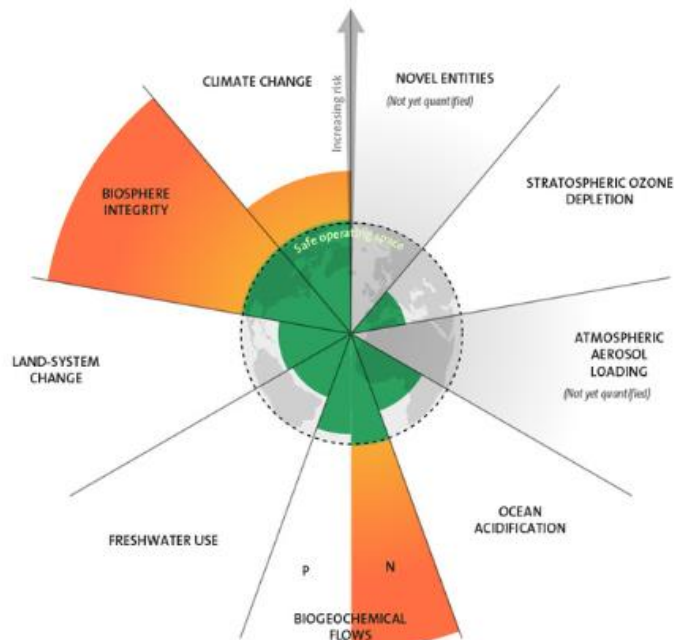 CLIMATE CHANGE
Increasing risk
NOVEL ENTITIES
(Not yet quantified)
STRATOSPHERIC OZONE
DEPLETION
BIOSPHERE
INTEGRITY
Safe operating space
ATMOSPHERIC
AEROSOL
LOADING
(Not yet quantified)
LAND-SYSTEM
CHANGE
OCEAN
ACIDIFICATION
FRESHWATER USE
P
N
BIOGEOCHEMICAL
FLOWS